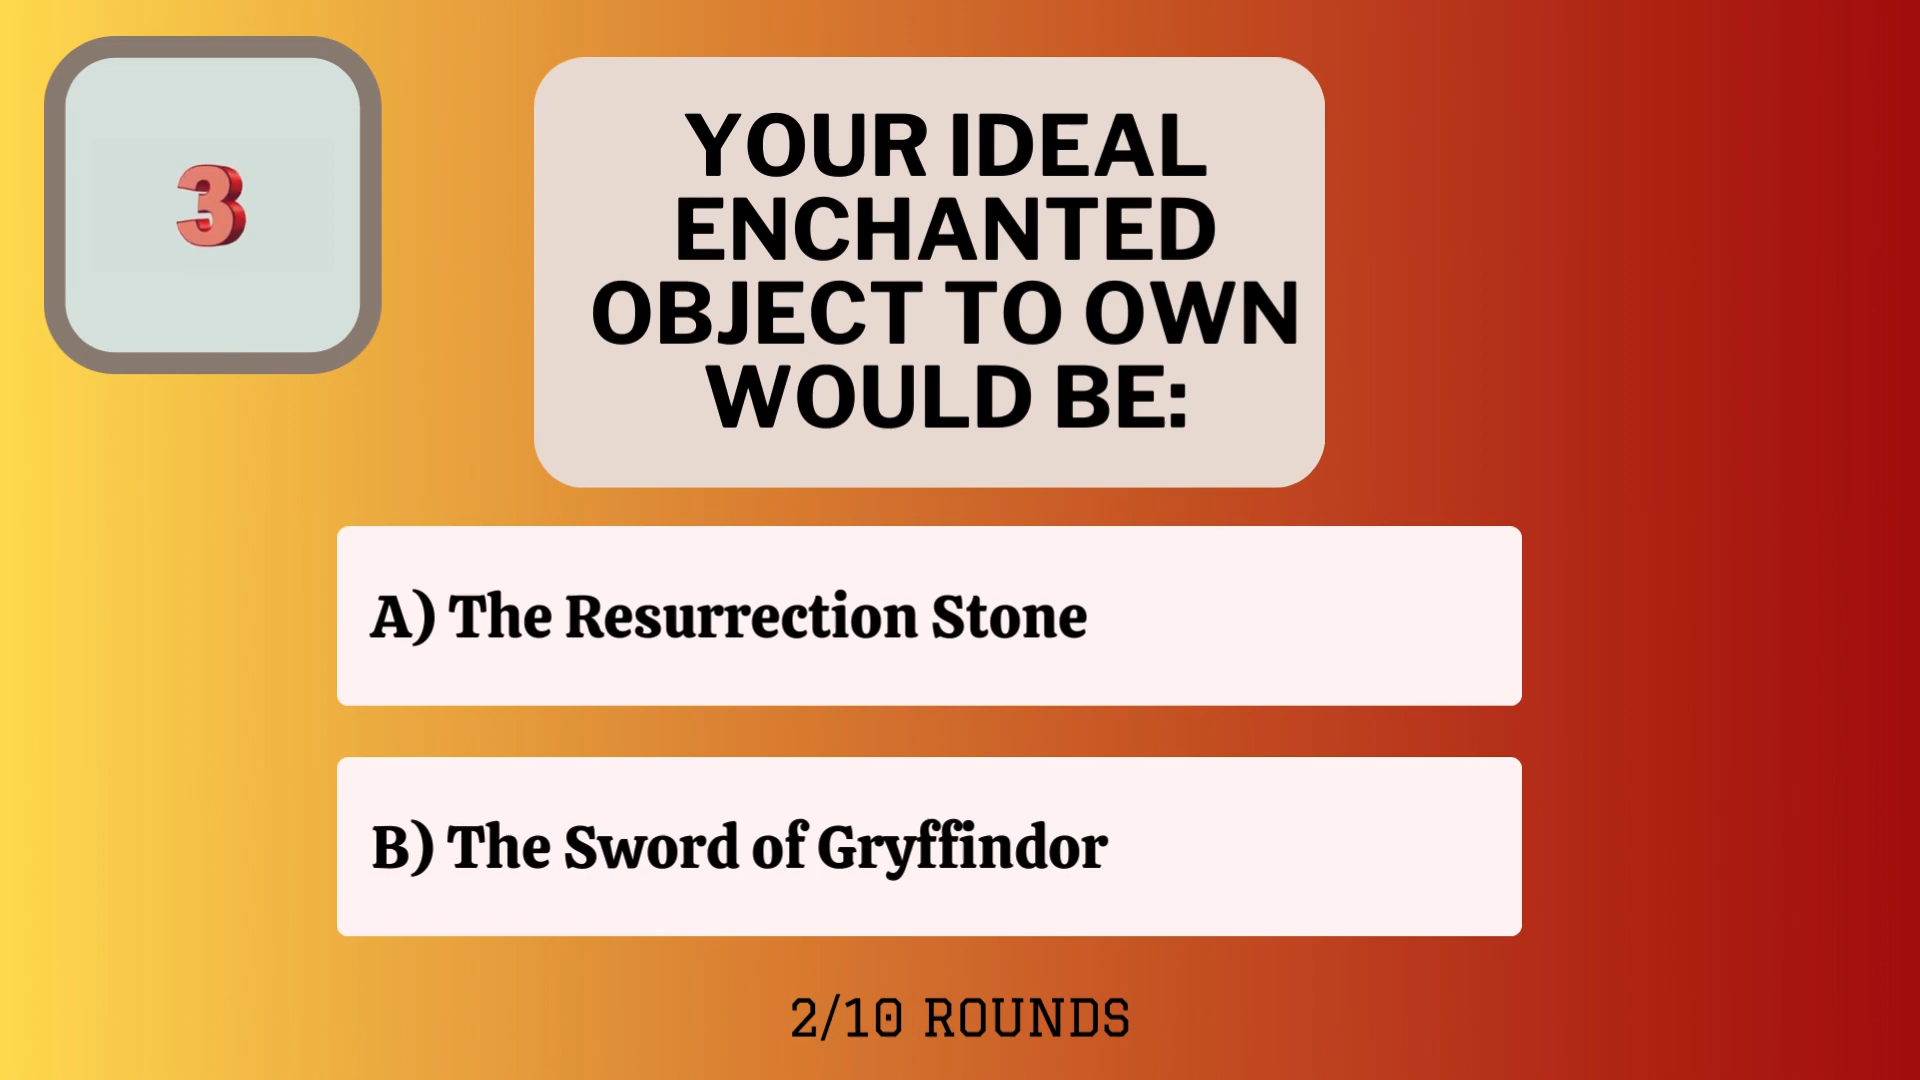 3
YOUR IDEAL
ENCHANTED
OBJECT TO OWN
WOULD BE:
A) The Resurrection Stone
B) The Sword of Gryffindor
2/10 ROUNDS